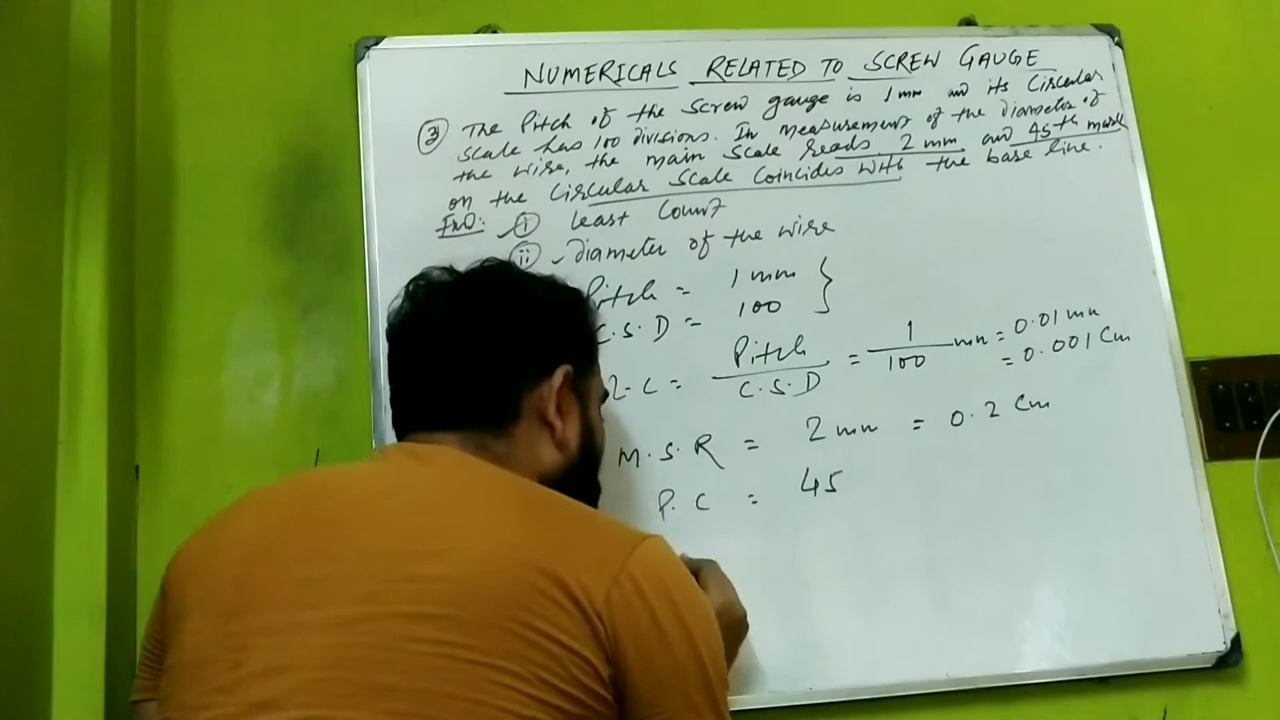 NUMERICALS RELATED TO SCREW GAUGE
3 The Pitch of the screw gauge is 1mm and its Circular
scale has 100 divisions. In measurement of the diameter of
the wire, the main scale reads 2mm and 45th mark
on the Circular Scale Coincides with the base line.
FIND: i least Count
ii diameter of the wire
Pitch = 1 mm
C.S.D = 100
L.C = Pitch / C.S.D = 1 / 100 mm = 0.01 mm
= 0.001 Cm
M.S.R = 2 mm = 0.2 Cm
P.C = 45